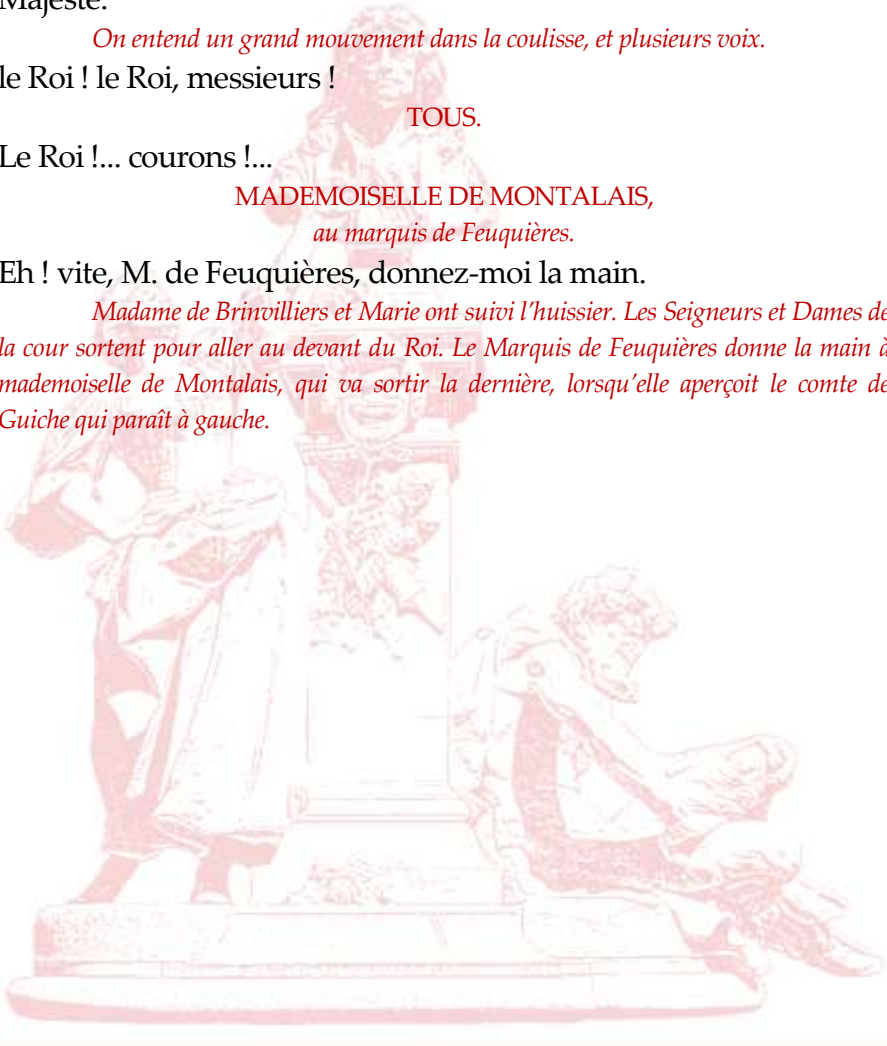 Majesté.
On entend un grand mouvement dans la coulisse, et plusieurs voix.
le Roi ! le Roi, messieurs !
TOUS.
Le Roi !... courons !...
MADEMOISELLE DE MONTALAIS,
au marquis de Feuquières.
Eh ! vite, M. de Feuquières, donnez-moi la main.
Madame de Brinvilliers et Marie ont suivi l’huissier. Les Seigneurs et Dames de
la cour sortent pour aller au devant du Roi. Le Marquis de Feuquières donne la main à
mademoiselle de Montalais, qui va sortir la dernière, lorsqu’elle aperçoit le comte de
Guiche qui paraît à gauche.